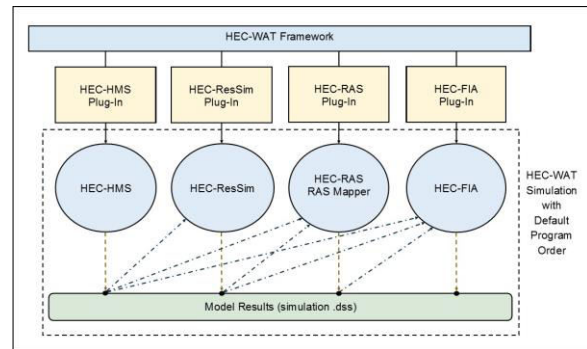 HEC-WAT Framework
HEC-HMS
Plug-In
HEC-ResSim
Plug-In
HEC-RAS
Plug-In
HEC-FIA
Plug-In
HEC-HMS
HEC-ResSim
HEC-RAS
RAS Mapper
HEC-FIA
HEC-WAT
Simulation
with
Default
Program
Order
Model Results (simulation .dss)